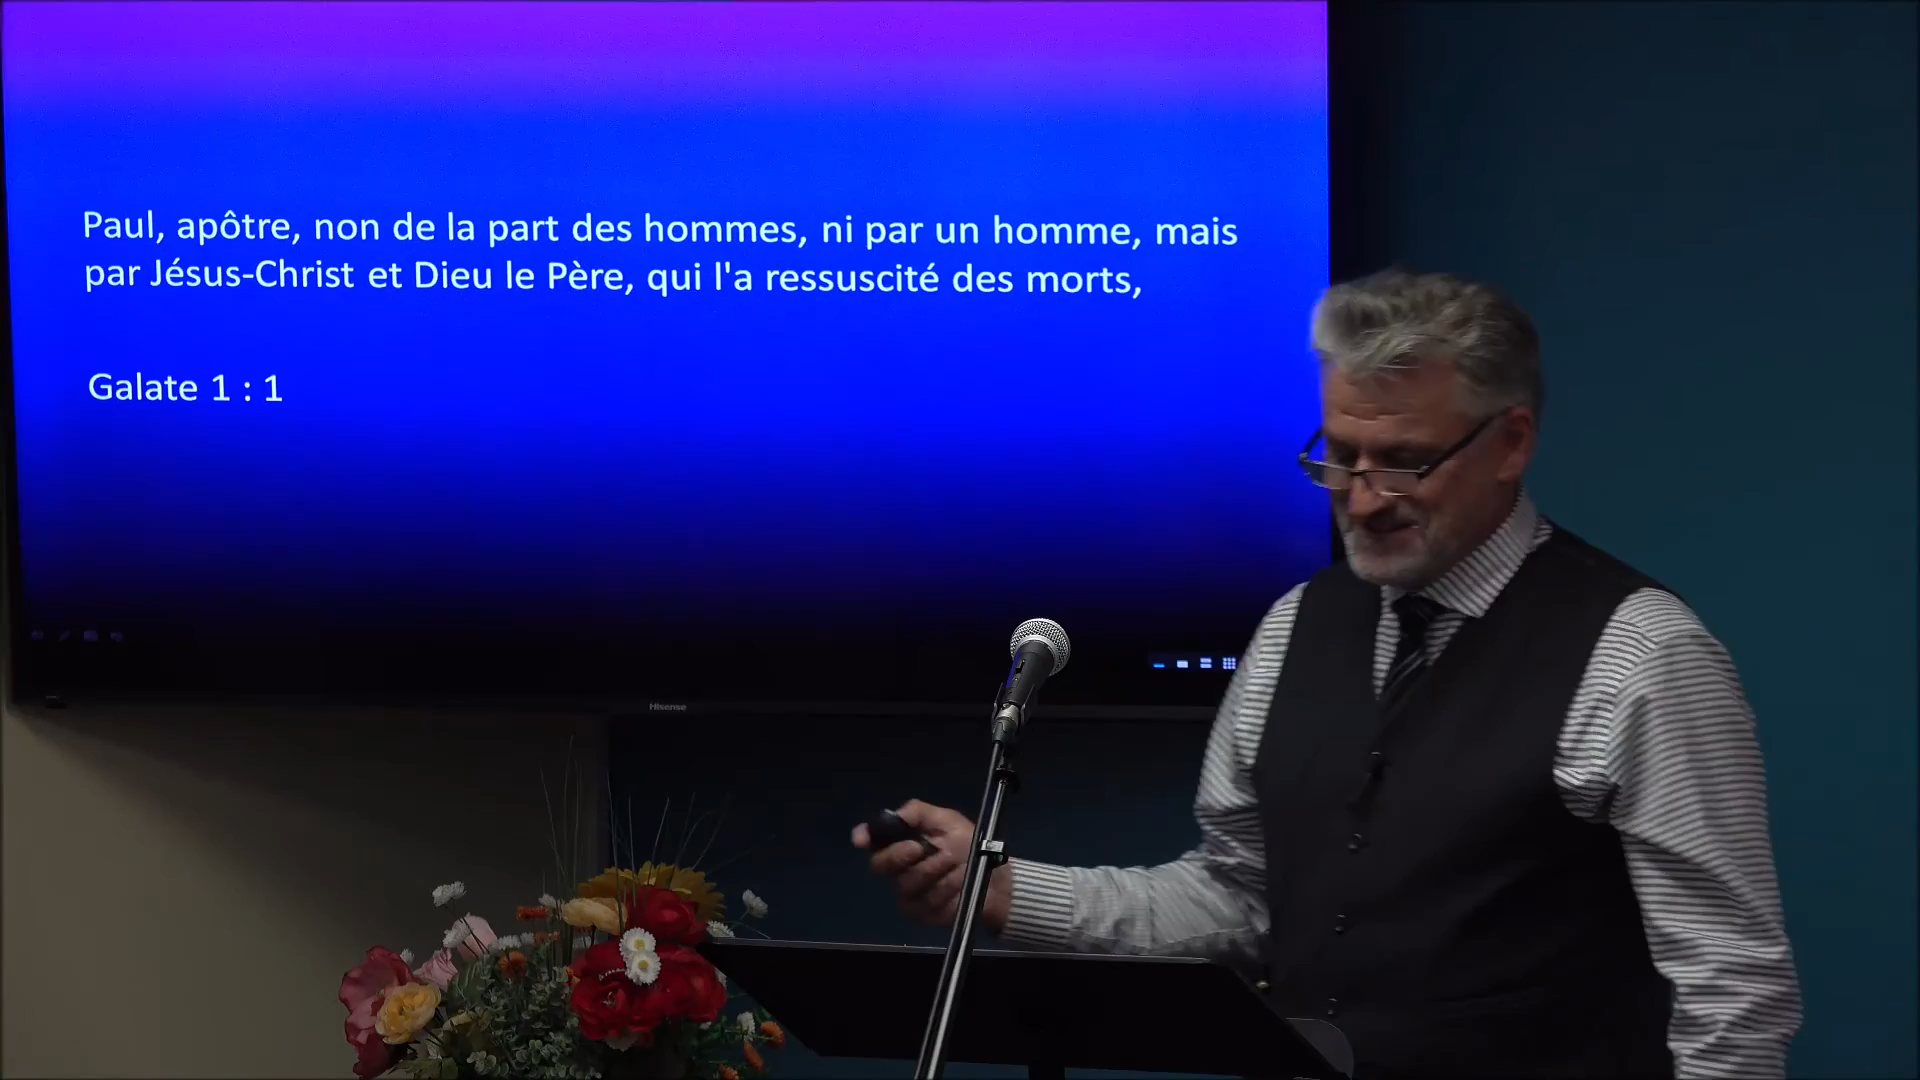 Paul, apôtre, non de la part des hommes, ni par un homme, mais
par Jésus-Christ et Dieu le Père, qui l'a ressuscité des morts,
Galate 1 : 1
Hisense